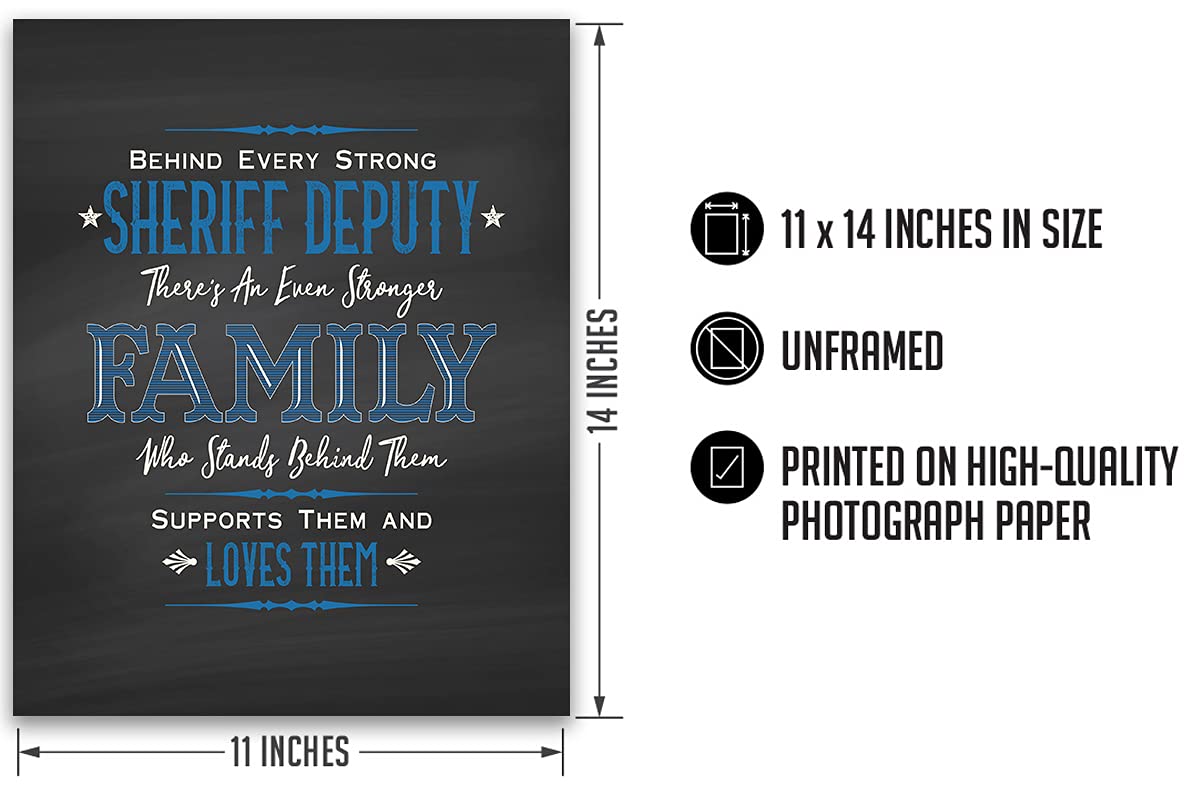 BEHIND EVERY STRONG
SHERIFF DEPUTY
There's An Even Stronger
FAMILY
Who Stands Behind Them
SUPPORTS THEM AND
LOVES THEM
14 INCHES
11 INCHES
11 x 14 INCHES IN SIZE
UNFRAMED
PRINTED ON HIGH-QUALITY
PHOTOGRAPH PAPER